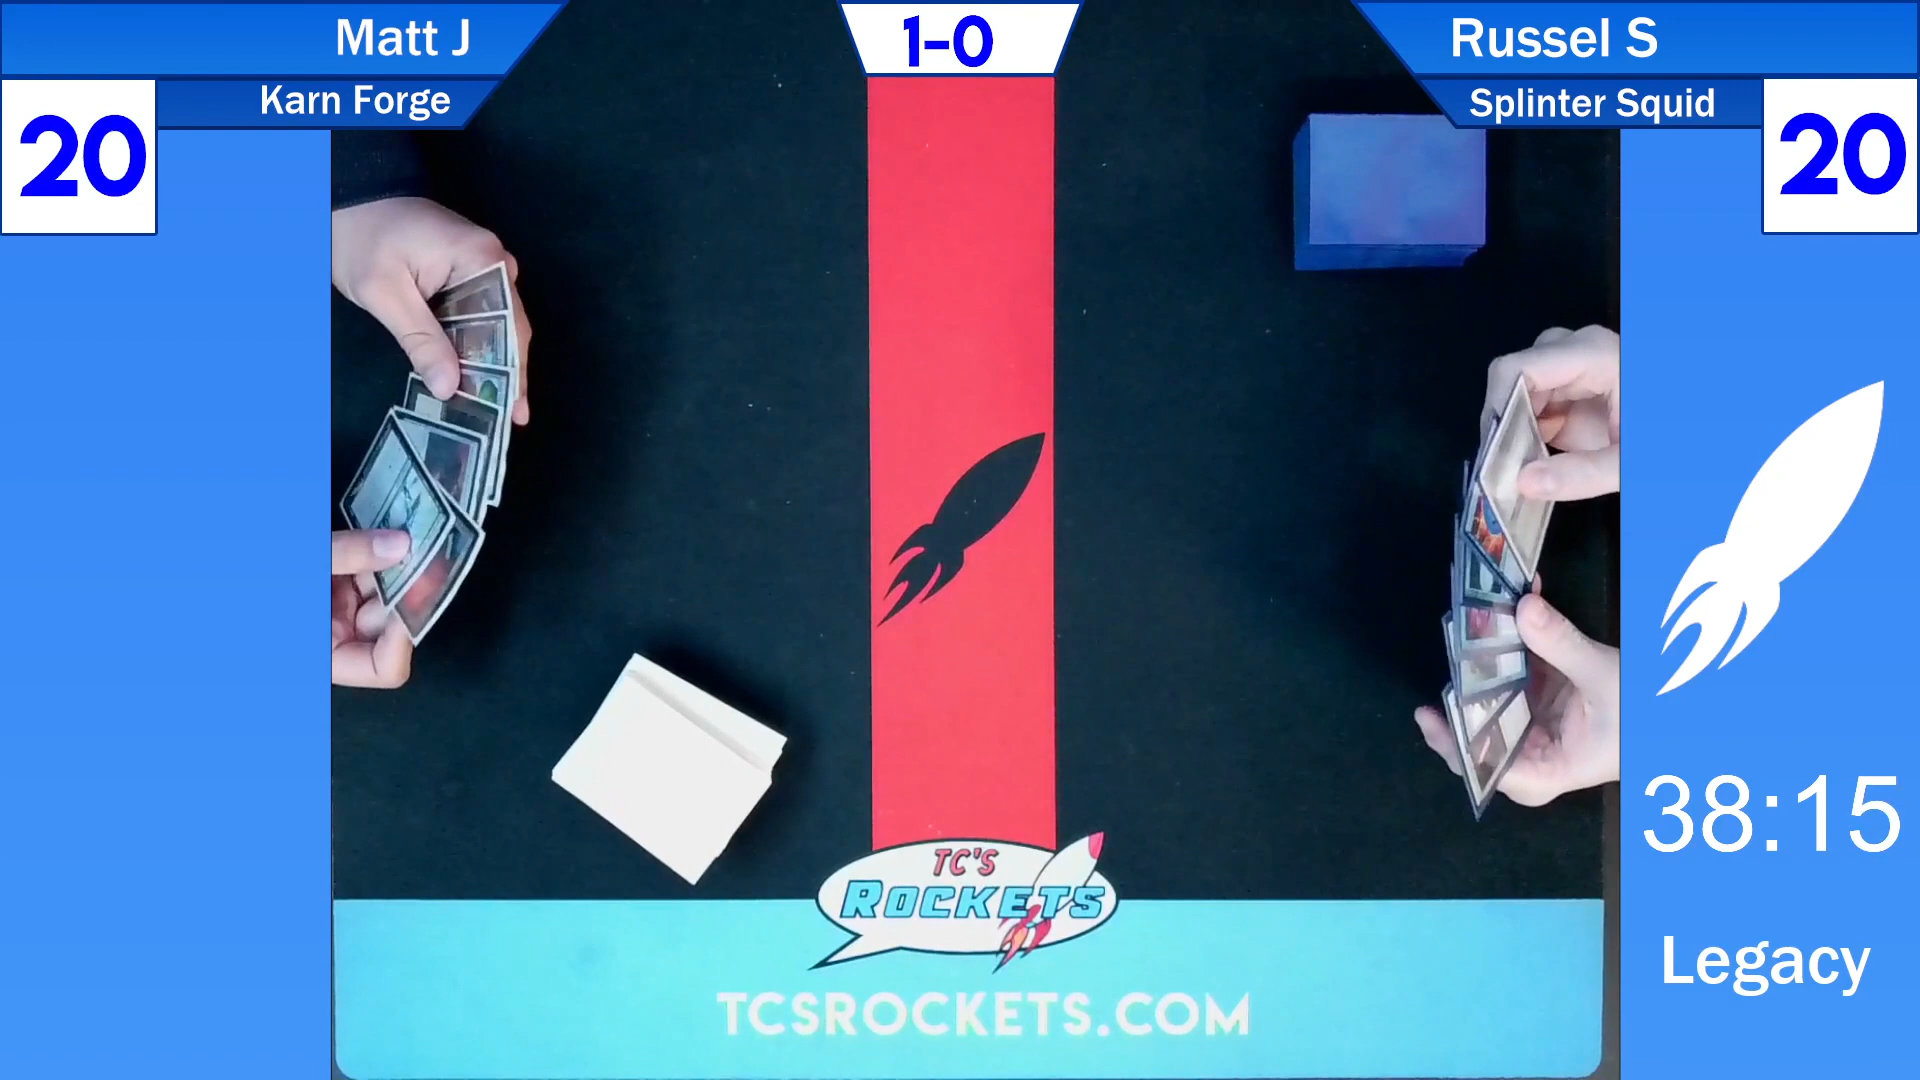 Matt J
1-0
Russel S
Karn Forge
Splinter Squid
20
20
38:15
Legacy
TC'S
ROCKETS
TCSROCKETS.COM